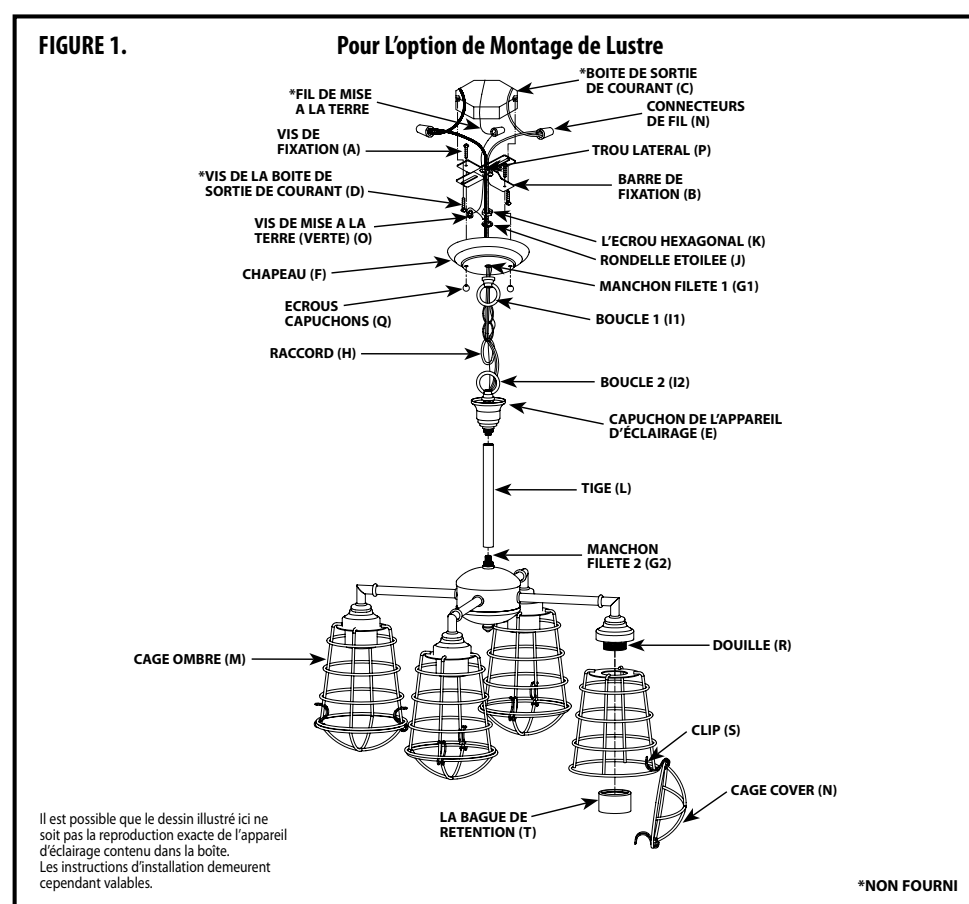 FIGURE 1.
Pour L’option de Montage de Lustre
*BOITE DE SORTIE
DE COURANT (C)
*FIL DE MISE
A LA TERRE
CONNECTEURS
DE FIL (N)
VIS DE
FIXATION (A)
TROU LATERAL (P)
*VIS DE LA BOITE DE
SORTIE DE COURANT (D)
BARRE DE
FIXATION (B)
VIS DE MISE A LA
TERRE (VERTE) (O)
L’ECROU HEXAGONAL (K)
RONDELLE ETOILEE (J)
CHAPEAU (F)
MANCHON FILETE 1 (G1)
ECROUS
CAPUCHONS (Q)
BOUCLE 1 (I1)
RACCORD (H)
BOUCLE 2 (I2)
CAPUCHON DE L’APPAREIL
D’ÉCLAIRAGE (E)
TIGE (L)
MANCHON
FILETE 2 (G2)
DOUILLE (R)
CAGE OMBRE (M)
CLIP (S)
CAGE COVER (N)
LA BAGUE DE
RETENTION (T)
Il est possible que le dessin illustré ici ne
soit pas la reproduction exacte de l’appareil
d’éclairage contenu dans la boîte.
Les instructions d’installation demeurent
cependant valables.
*NON FOURNI